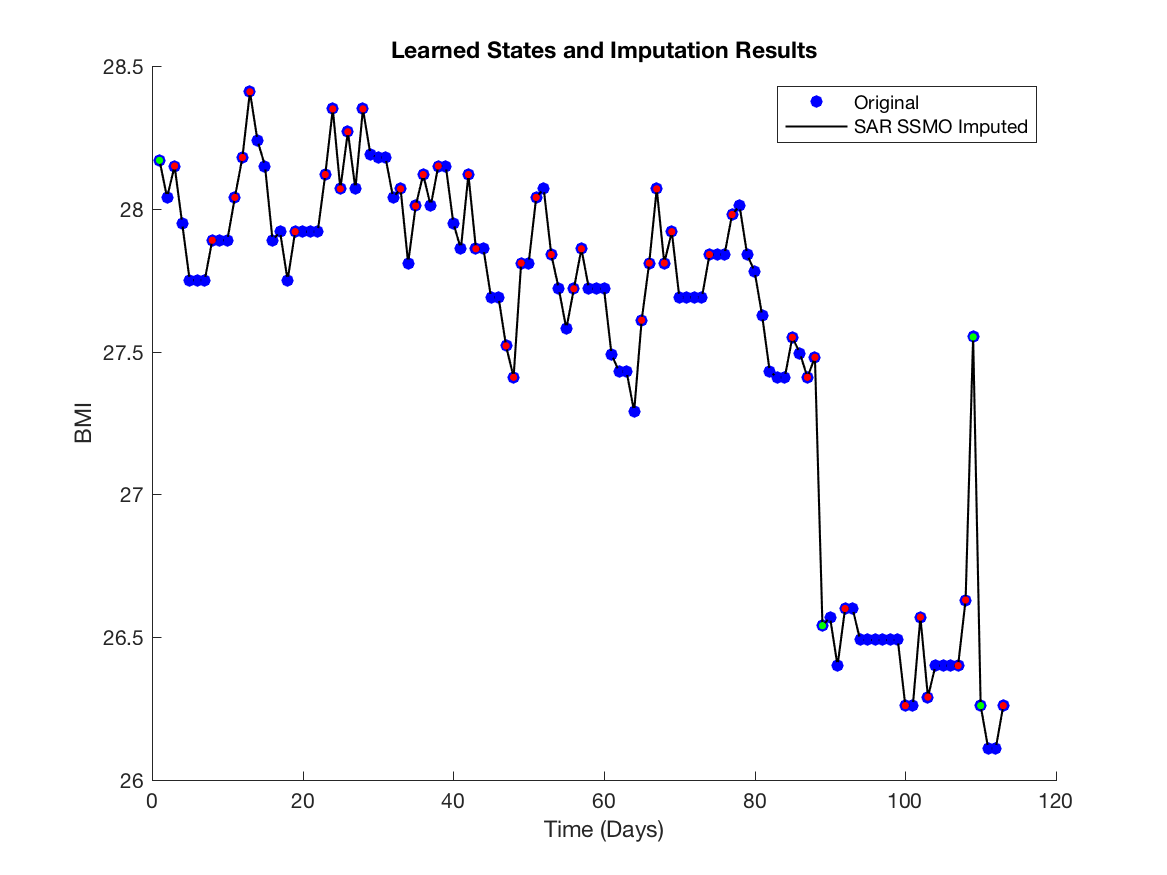 Learned States and Imputation Results
28.5
28
27.5
27
26.5
26
BMI
Original
SAR SSMO Imputed
0 20 40 60 80 100 120
Time (Days)